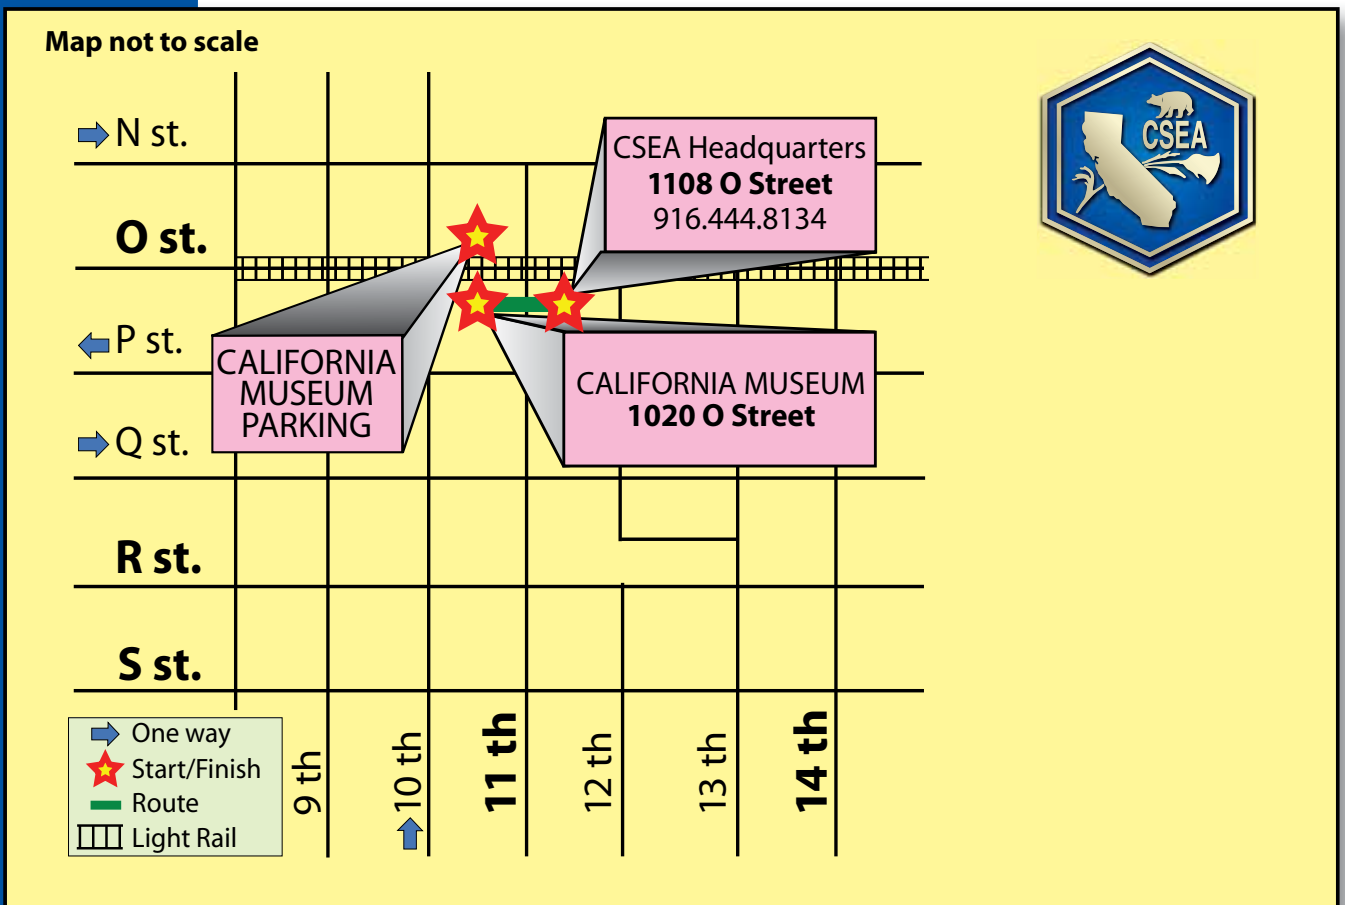 Map not to scale
N st.
O st.
P st.
Q st.
R st.
S st.
CSEA Headquarters
1108 O Street
916.444.8134
CSEA
CALIFORNIA
MUSEUM
PARKING
CALIFORNIA MUSEUM
1020 O Street
One way
Start/Finish
Route
Light Rail
9 th
10 th
11 th
12 th
13 th
14 th